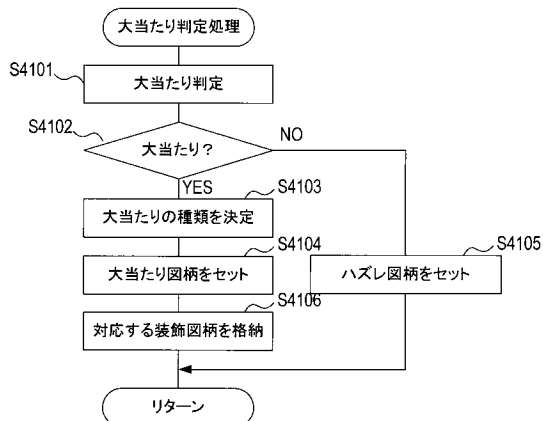 大当たり判定処理
S4101
大当たり判定
S4102
大当たり?
NO
YES
S4103
大当たりの種類を決定
S4104
大当たり図柄をセット
S4105
ハズレ図柄をセット
S4106
対応する装飾図柄を格納
リターン